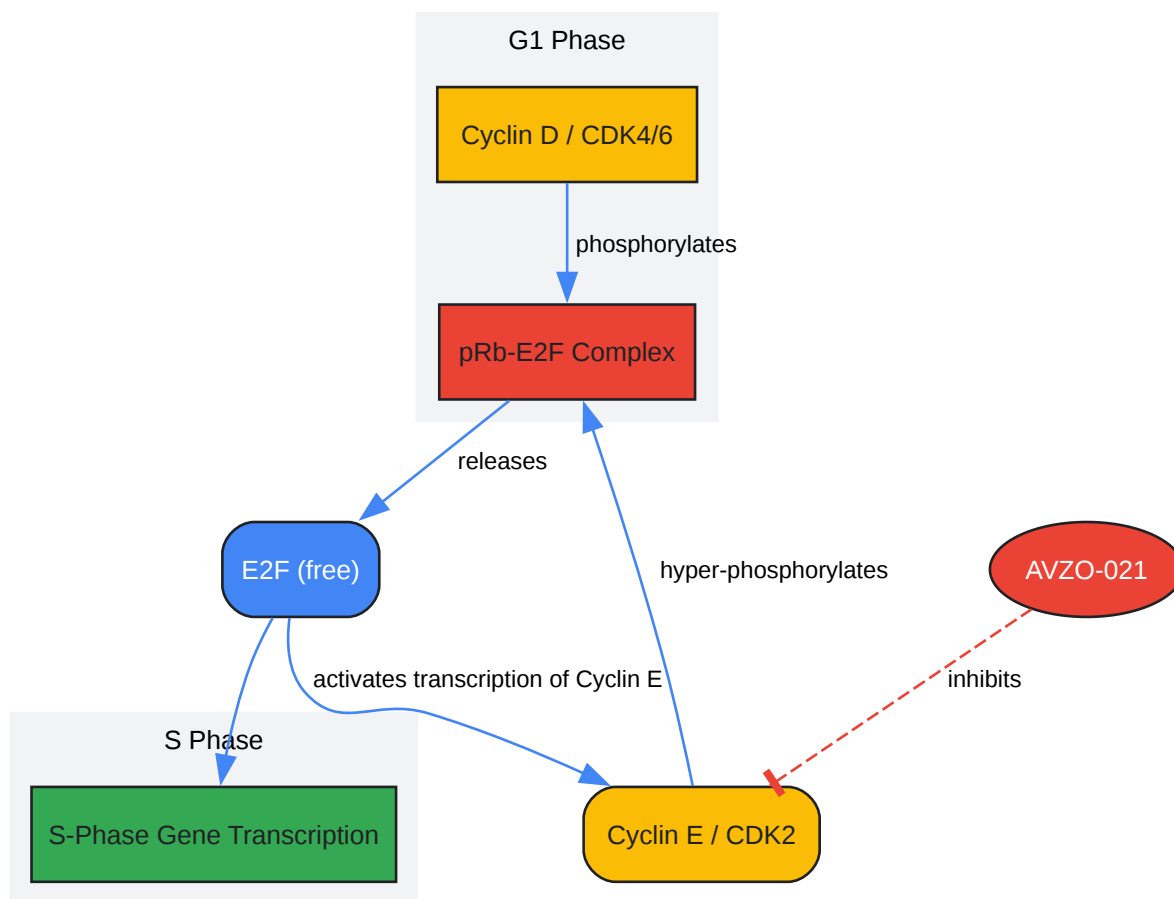 G1 Phase
Cyclin D / CDK4/6
phosphorylates
pRb-E2F Complex
releases
E2F (free)
hyper-phosphorylates
AVZO-021
activates transcription of Cyclin E
inhibits
S Phase
S-Phase Gene Transcription
Cyclin E / CDK2